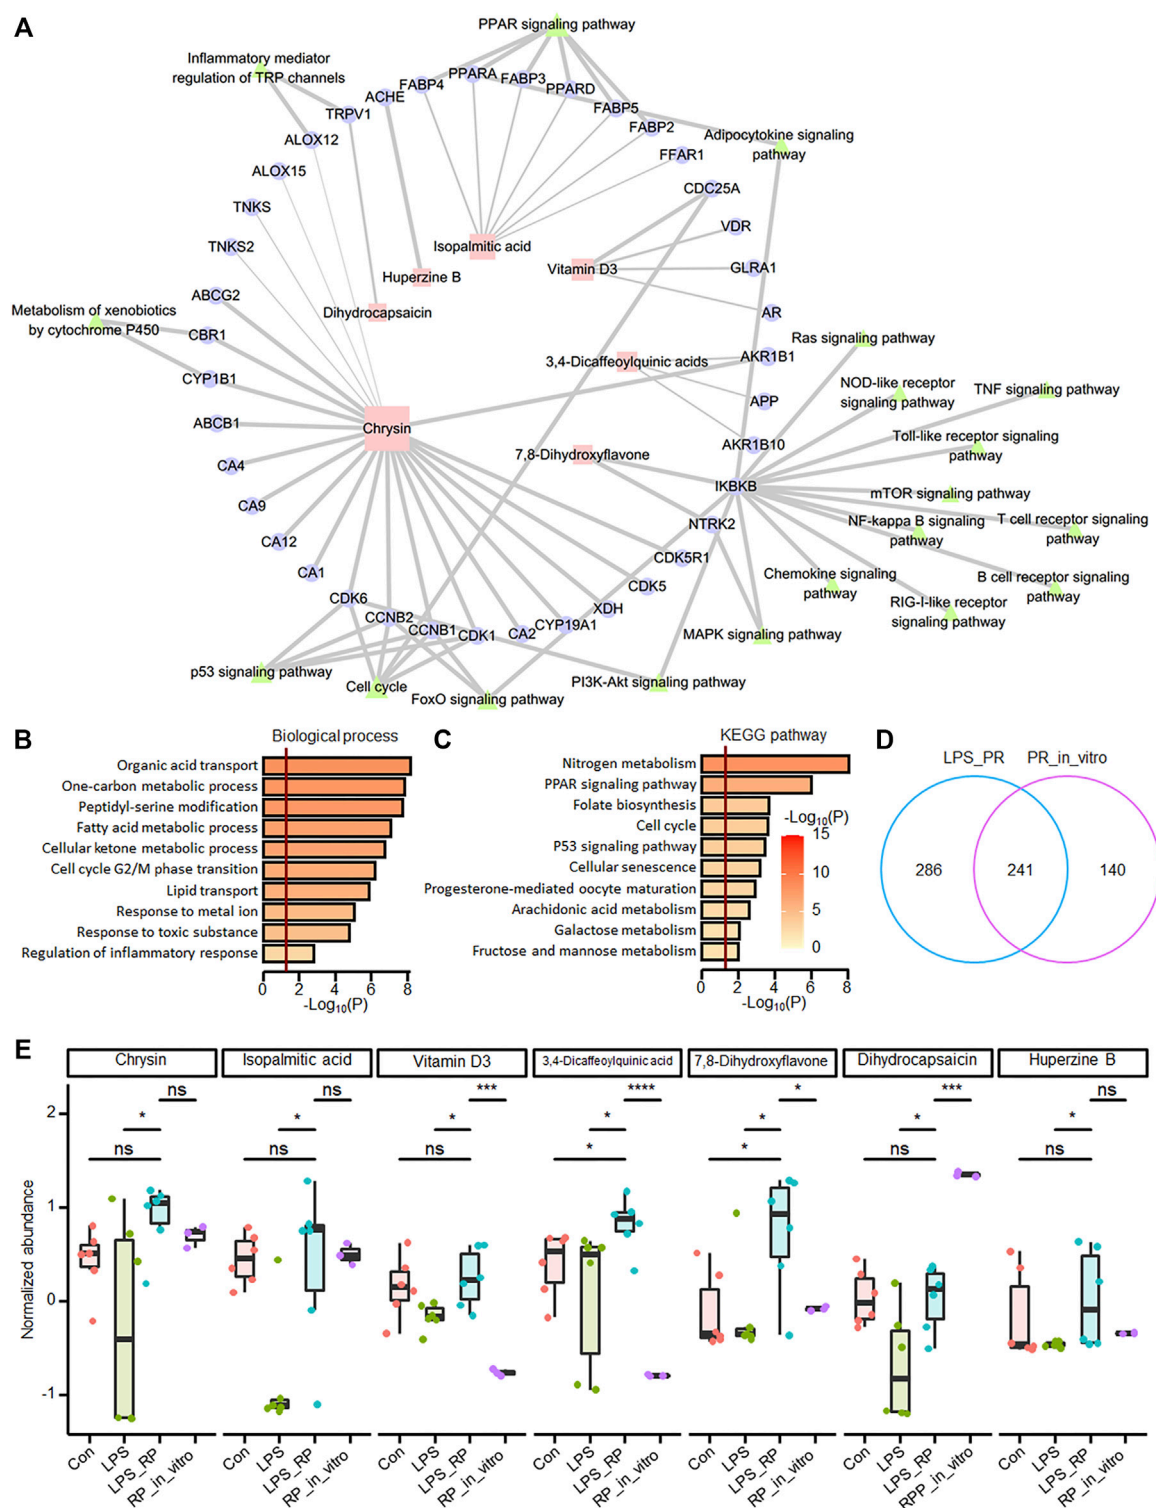 A
PPAR signaling pathway
Inflammatory mediator
regulation of TRP channels
PPARA
FABP3
FABP4
PPARD
ACHE
FABP5
TRPV1
FABP2
Adipocytokine signaling
pathway
ALOX12
FFAR1
ALOX15
CDC25A
TNKS
VDR
TNKS2
Isopalmitic acid
Vitamin D3
GLRA1
Huperzine B
ABCG2
Metabolism of xenobiotics
by cytochrome P450
Dihydrocapsaicin
AR
CBR1
Ras signaling pathway
3,4-Dicaffeoylquinic acids
AKR1B1
CYP1B1
NOD-like receptor
signaling pathway
TNF signaling pathway
APP
ABCB1
Chrysin
Toll-like receptor signaling
pathway
AKR1B10
7,8-Dihydroxyflavone
CA4
IKBKB
mTOR signaling pathway
CA9
NTRK2
NF-kappa B signaling
pathway
T cell receptor signaling
pathway
CA12
CDK5R1
CA1
Chemokine signaling
pathway
B cell receptor signaling
pathway
CDK5
CDK6
RIG-I-like receptor
signaling pathway
XDH
CCNB2
CYP19A1
CCNB1
CDK1
CA2
MAPK signaling pathway
p53 signaling pathway
Cell cycle
PI3K-Akt signaling pathway
FoxO signaling pathway
B
Biological process
Organic acid transport
One-carbon metabolic process
Peptidyl-serine modification
Fatty acid metabolic process
Cellular ketone metabolic process
Cell cycle G2/M phase transition
Lipid transport
Response to metal ion
Response to toxic substance
Regulation of inflammatory response
0 2 4 6 8
-Log10(P)
C
KEGG pathway
Nitrogen metabolism
PPAR signaling pathway
Folate biosynthesis
Cell cycle
P53 signaling pathway
Cellular senescence
Progesterone-mediated oocyte maturation
Arachidonic acid metabolism
Galactose metabolism
Fructose and mannose metabolism
-Log10(P)
15
10
5
0
0 2 4 6 8
-Log10(P)
D
LPS_PR PR_in_vitro
286 241 140
E
Chrysin Isopalmitic acid Vitamin D3 3,4-Dicaffeoylquinic acid 7,8-Dihydroxyflavone Dihydrocapsaicin Huperzine B
ns ns *** **** * *** ns
* * * * * * *
ns ns ns * * ns ns
Normalized abundance
2
1
0
-1
Con LPS LPS_RP RP_in_vitro Con LPS LPS_RP RP_in_vitro Con LPS LPS_RP RP_in_vitro Con LPS LPS_RP RP_in_vitro Con LPS LPS_RP RP_in_vitro Con LPS LPS_RP RPP_in_vitro Con LPS LPS_RP RP_in_vitro